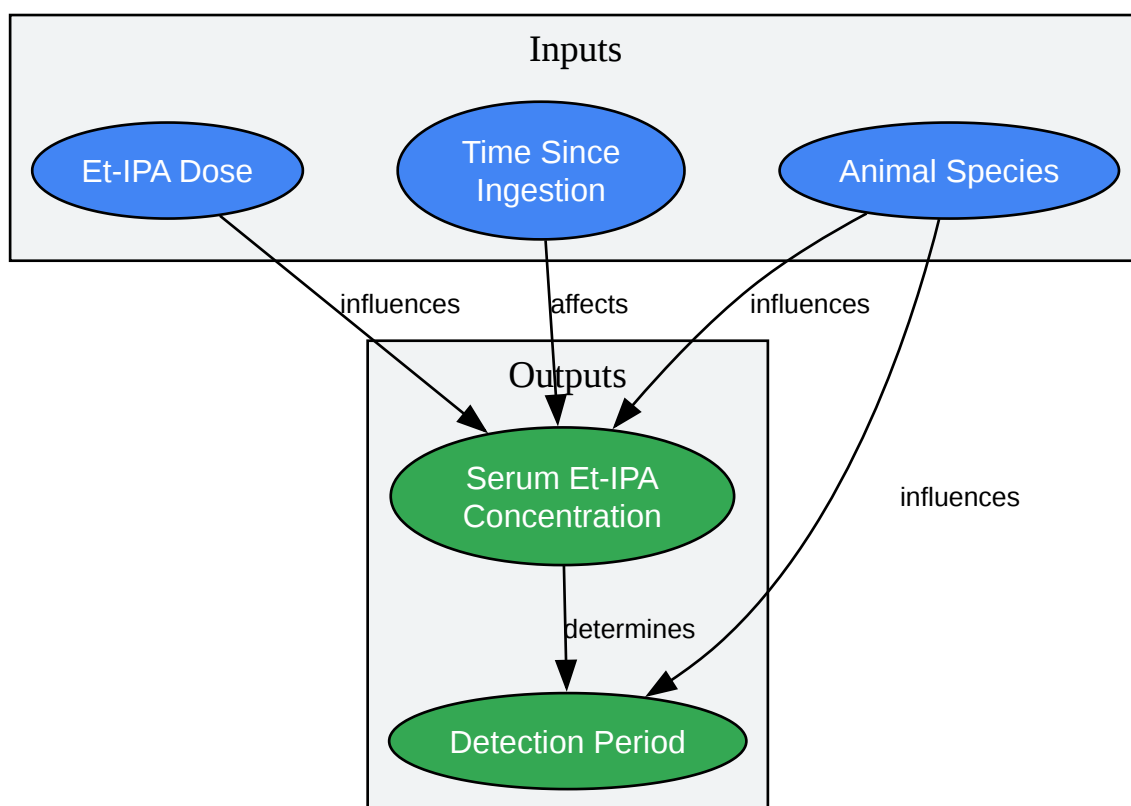 Inputs
Et-IPA Dose
Time Since
Ingestion
Animal Species
influences
affects
influences
Outputs
Serum Et-IPA
Concentration
influences
determines
Detection Period